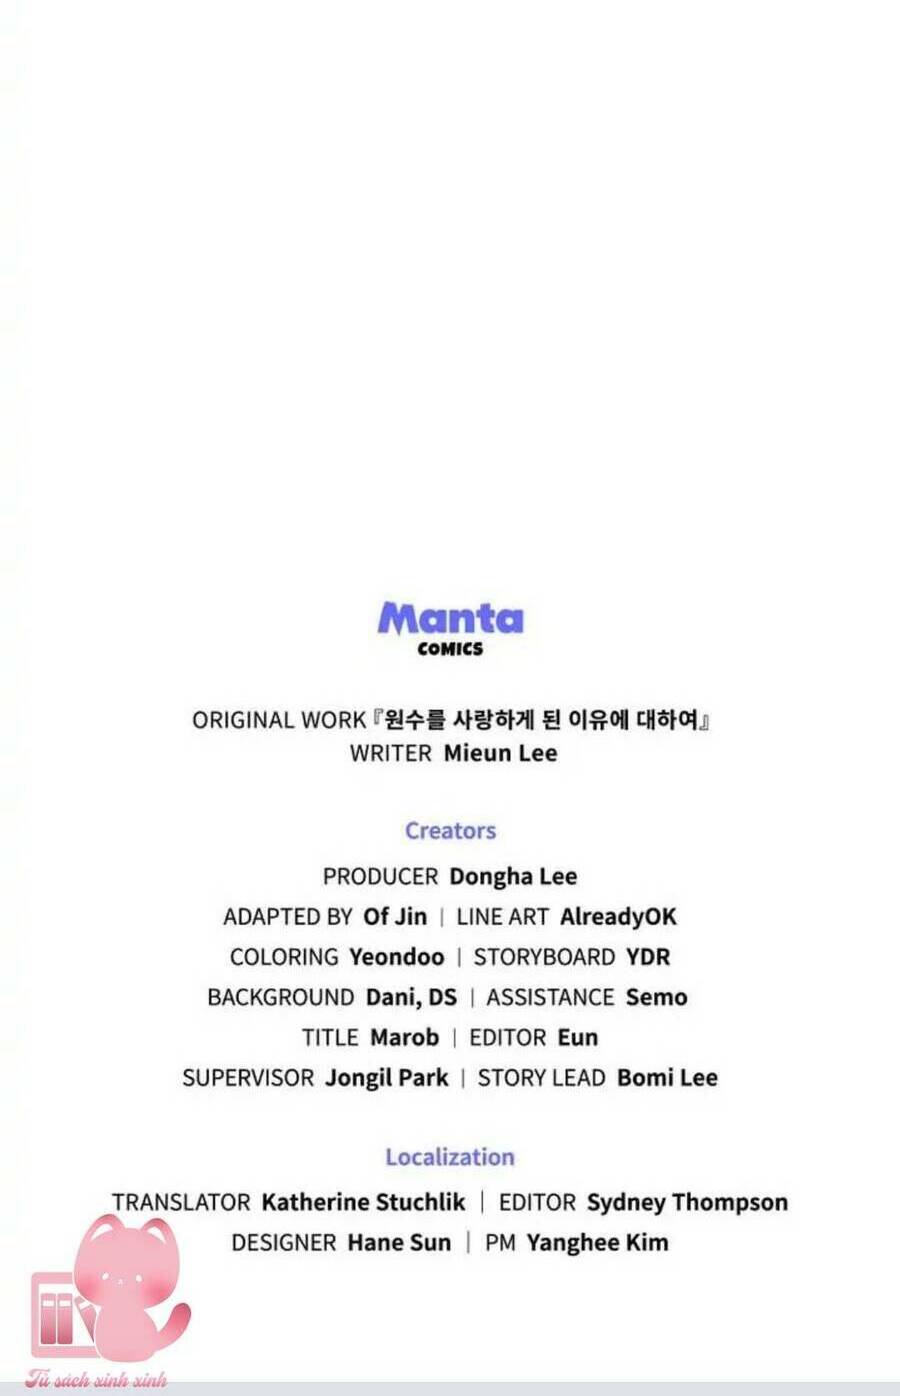 Manta
COMICS
ORIGINAL WORK『원수를 사랑하게 된 이유에 대하여』
WRITER Mieun Lee
Creators
PRODUCER Dongha Lee
ADAPTED BY Of Jin | LINE ART AlreadyOK
COLORING Yeondoo | STORYBOARD YDR
BACKGROUND Dani, DS | ASSISTANCE Semo
TITLE Marob | EDITOR Eun
SUPERVISOR Jongil Park | STORY LEAD Bomi Lee
Localization
TRANSLATOR Katherine Stuchlik | EDITOR Sydney Thompson
DESIGNER Hane Sun | PM Yanghee Kim
Tủ sách xinh xinh